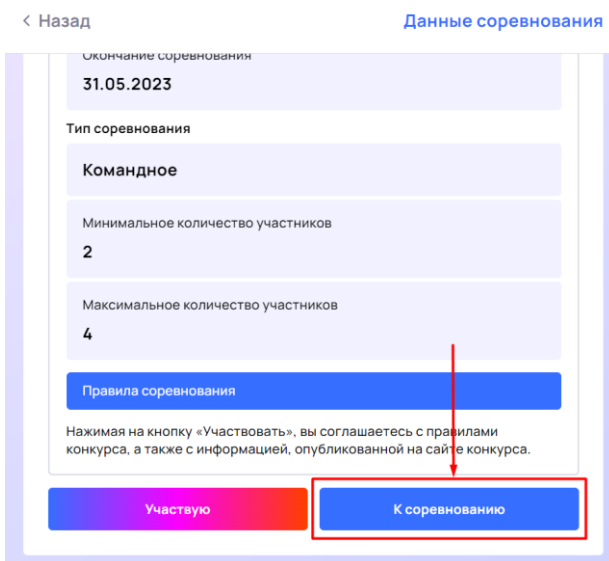 Назад
Данные соревнования
Окончание соревнования
31.05.2023
Тип соревнования
Командное
Минимальное количество участников
2
Максимальное количество участников
4
Правила соревнования
Нажимая на кнопку «Участвовать», вы соглашаетесь с правилами
конкурса, а также с информацией, опубликованной на сайте конкурса.
Участвую
К соревнованию